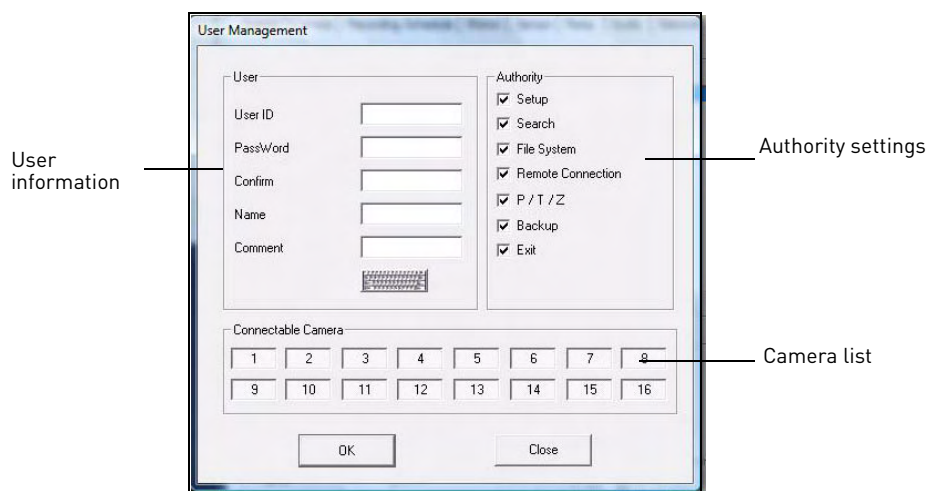 User Management
User
User ID
PassWord
Confirm
Name
Comment
Authority
Setup
Search
File System
Remote Connection
P / T / Z
Backup
Exit
Connectable Camera
1 2 3 4 5 6 7 8
9 10 11 12 13 14 15 16
OK Close
User
information
Authority settings
Camera list